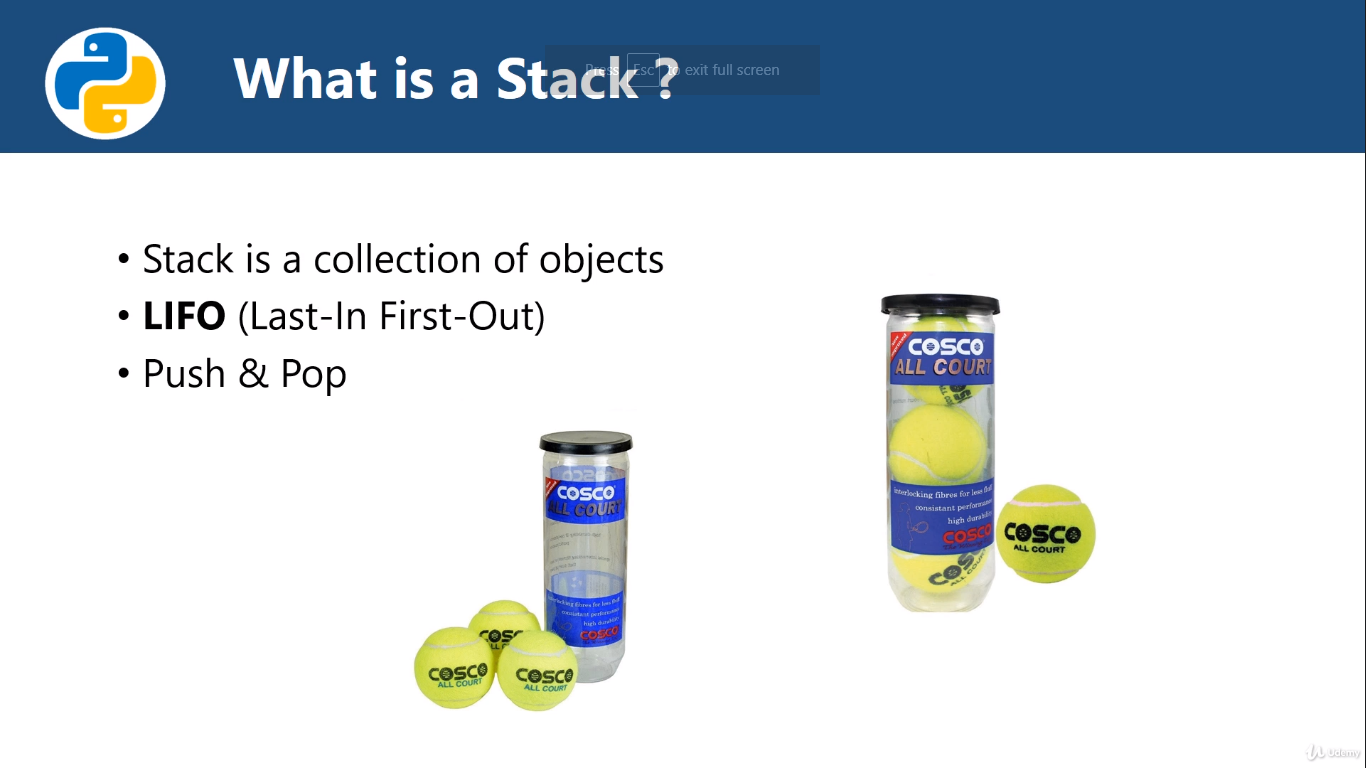 What is a Stack ?
Press Esc to exit full screen
• Stack is a collection of objects
• LIFO (Last-In First-Out)
• Push & Pop
COSCO
ALL COURT
interlocking fibres for less fluff
consistant performance
high durability
COSCO
COSCO
ALL COURT
COSCO
ALL COURT
interlocking fibres for less fluff
consistent performance
high durability
COSCO
COSCO
ALL COURT
COSCO
ALL COURT
Udemy